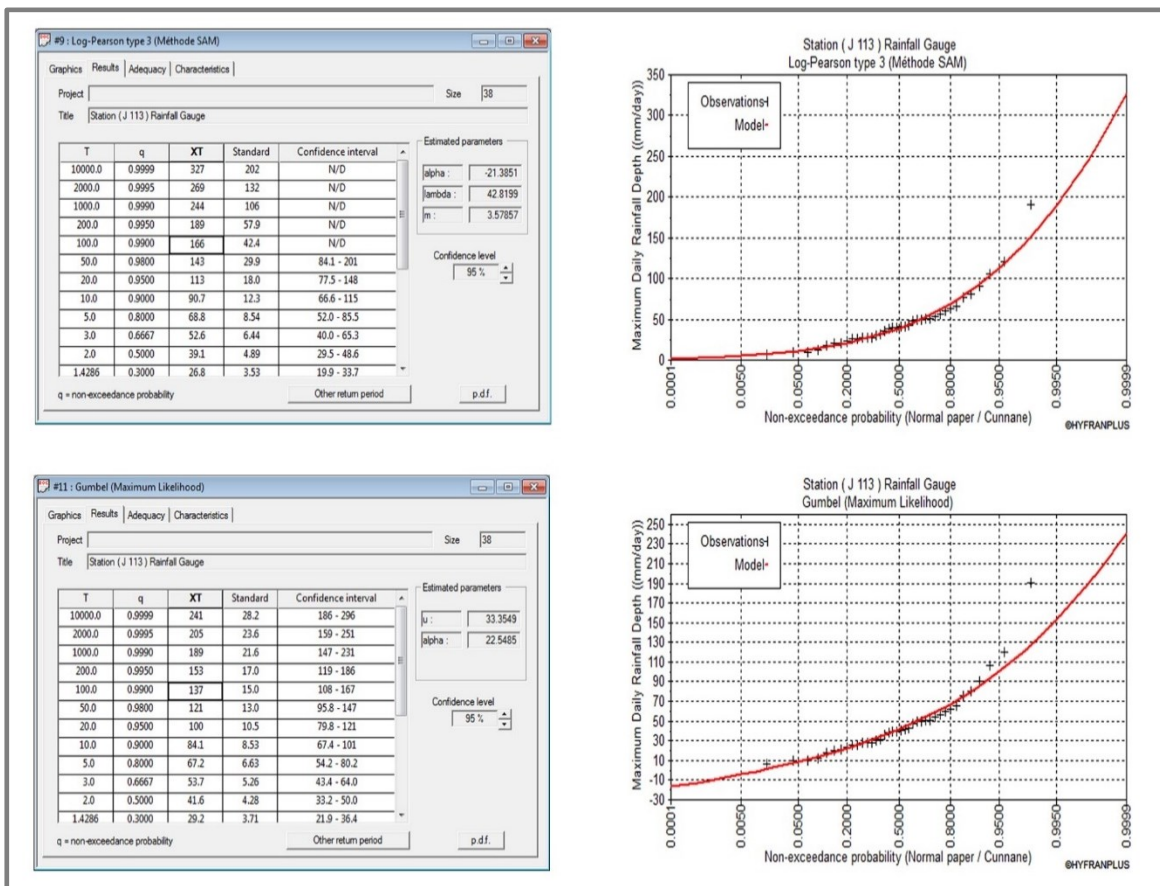 #9 : Log-Pearson type 3 (Méthode SAM)
Graphics Results Adequacy Characteristics
Project Size 38
Title Station ( J 113 ) Rainfall Gauge
T q XT Standard Confidence interval
10000.0 0.9999 327 202 N/D
2000.0 0.9995 269 132 N/D
1000.0 0.9990 244 106 N/D
200.0 0.9950 189 57.9 N/D
100.0 0.9900 166 42.4 N/D
50.0 0.9800 143 29.9 84.1 - 201
20.0 0.9500 113 18.0 77.5 - 148
10.0 0.9000 90.7 12.3 66.6 - 115
5.0 0.8000 68.8 8.54 52.0 - 85.5
3.0 0.6667 52.6 6.44 40.0 - 65.3
2.0 0.5000 39.1 4.89 29.5 - 48.6
1.4286 0.3000 26.8 3.53 19.9 - 33.7
Estimated parameters
alpha : -21.3851
lambda : 42.8199
m : 3.57857
Confidence level
95 %
q = non-exceedance probability
Other return period
p.d.f.
Station ( J 113 ) Rainfall Gauge
Log-Pearson type 3 (Méthode SAM)
Maximum Daily Rainfall Depth ((mm/day))
350
300
250
200
150
100
50
0
Observations
Model
0.0001 0.0050 0.0500 0.2000 0.5000 0.8000 0.9500 0.9950 0.9999
Non-exceedance probability (Normal paper / Cunnane)
©HYFRANPLUS
#11 : Gumbel (Maximum Likelihood)
Graphics Results Adequacy Characteristics
Project Size 38
Title Station ( J 113 ) Rainfall Gauge
T q XT Standard Confidence interval
10000.0 0.9999 241 28.2 186 - 296
2000.0 0.9995 205 23.6 159 - 251
1000.0 0.9990 189 21.6 147 - 231
200.0 0.9950 153 17.0 119 - 186
100.0 0.9900 137 15.0 108 - 167
50.0 0.9800 121 13.0 95.8 - 147
20.0 0.9500 100 10.5 79.8 - 121
10.0 0.9000 84.1 8.53 67.4 - 101
5.0 0.8000 67.2 6.63 54.2 - 80.2
3.0 0.6667 53.7 5.26 43.4 - 64.0
2.0 0.5000 41.6 4.28 33.2 - 50.0
1.4286 0.3000 29.2 3.71 21.9 - 36.4
Estimated parameters
u : 33.3549
alpha : 22.5485
Confidence level
95 %
q = non-exceedance probability
Other return period
p.d.f.
Station ( J 113 ) Rainfall Gauge
Gumbel (Maximum Likelihood)
Maximum Daily Rainfall Depth ((mm/day))
250
230
210
190
170
150
130
110
90
70
50
30
10
-10
-30
Observations
Model
0.0001 0.0050 0.0500 0.2000 0.5000 0.8000 0.9500 0.9950 0.9999
Non-exceedance probability (Normal paper / Cunnane)
©HYFRANPLUS